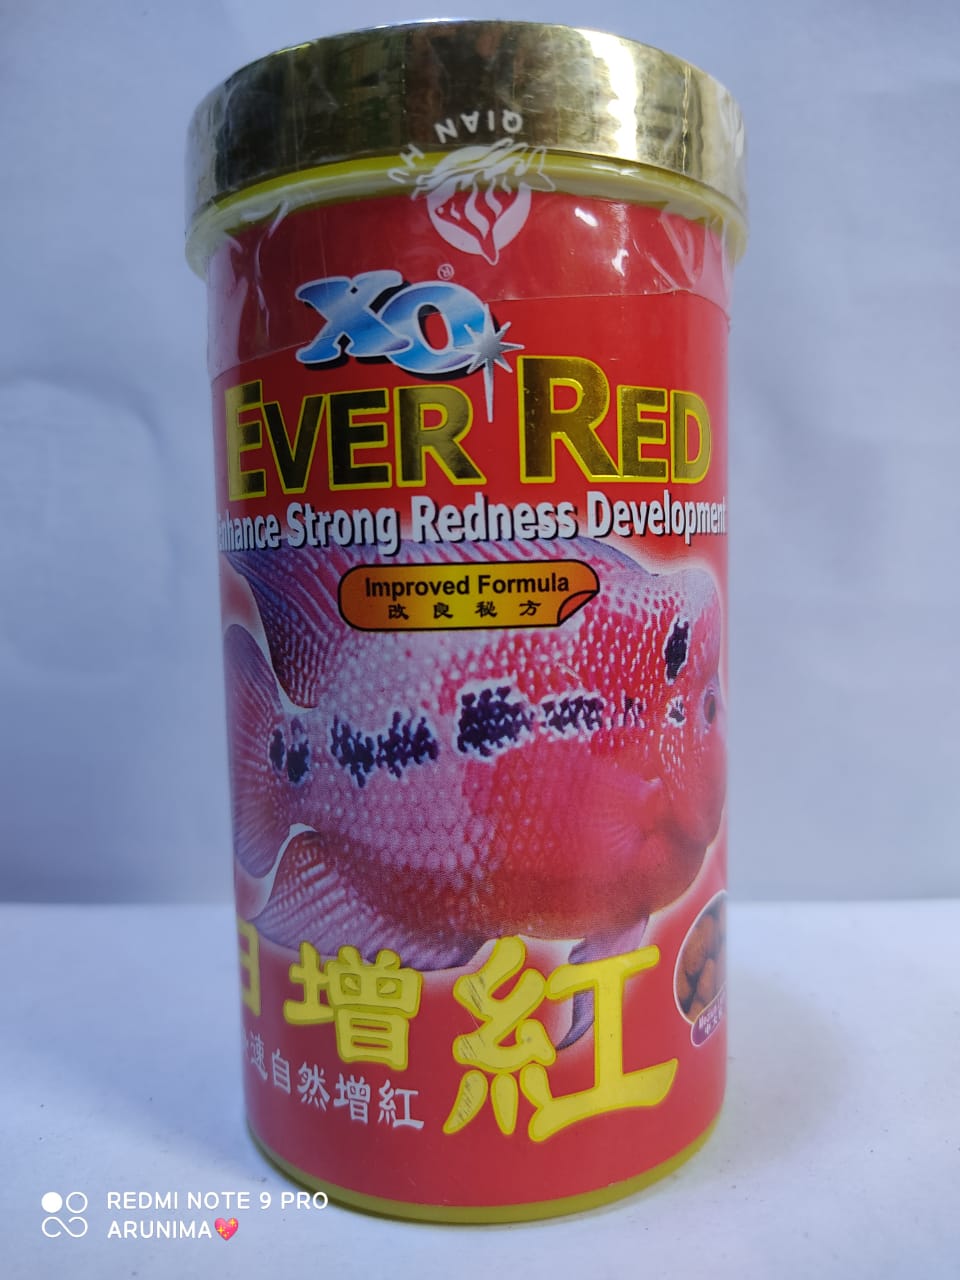 QIAN HU
XO®
EVER RED
Enhance Strong Redness Development
Improved Formula
改良秘方
日增紅
速自然增紅
REDMI NOTE 9 PRO
ARUNIMA💖